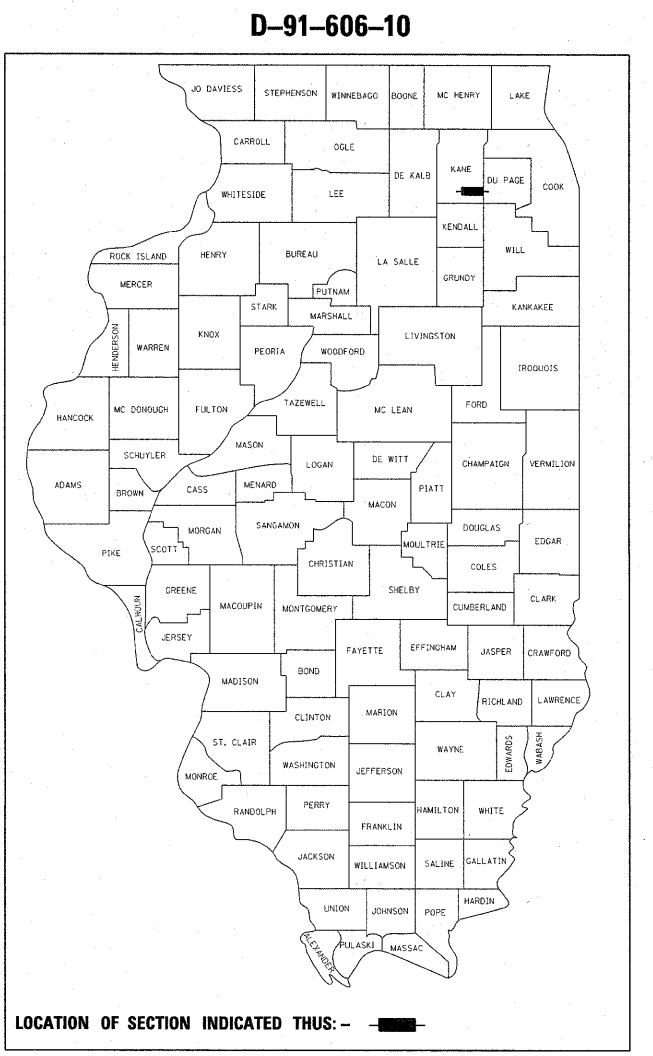 D-91-606-10
JO DAVIESS
STEPHENSON
WINNEBAGO
BOONE
MC HENRY
LAKE
CARROLL
OGLE
DE KALB
KANE
DU PAGE
COOK
WHITESIDE
LEE
KENDALL
WILL
ROCK ISLAND
HENRY
BUREAU
LA SALLE
GRUNDY
MERCER
PUTNAM
STARK
MARSHALL
KANKAKEE
HENDERSON
WARREN
KNOX
PEORIA
WOODFORD
LIVINGSTON
IROQUOIS
HANCOCK
MC DONOUGH
FULTON
TAZEWELL
MC LEAN
FORD
SCHUYLER
MASON
LOGAN
DE WITT
CHAMPAIGN
VERMILION
ADAMS
BROWN
CASS
MENARD
MACON
PIATT
PIKE
SCOTT
MORGAN
SANGAMON
CHRISTIAN
MOULTRIE
DOUGLAS
EDGAR
COLES
CALHOUN
GREENE
MACOUPIN
MONTGOMERY
SHELBY
CUMBERLAND
CLARK
JERSEY
FAYETTE
EFFINGHAM
JASPER
CRAWFORD
MADISON
BOND
CLAY
RICHLAND
LAWRENCE
CLINTON
MARION
ST. CLAIR
WASHINGTON
WAYNE
EDWARDS
WABASH
MONROE
JEFFERSON
RANDOLPH
PERRY
HAMILTON
WHITE
FRANKLIN
JACKSON
WILLIAMSON
SALINE
GALLATIN
UNION
JOHNSON
POPE
HARDIN
ALEXANDER
PULASKI
MASSAC
LOCATION OF SECTION INDICATED THUS: -